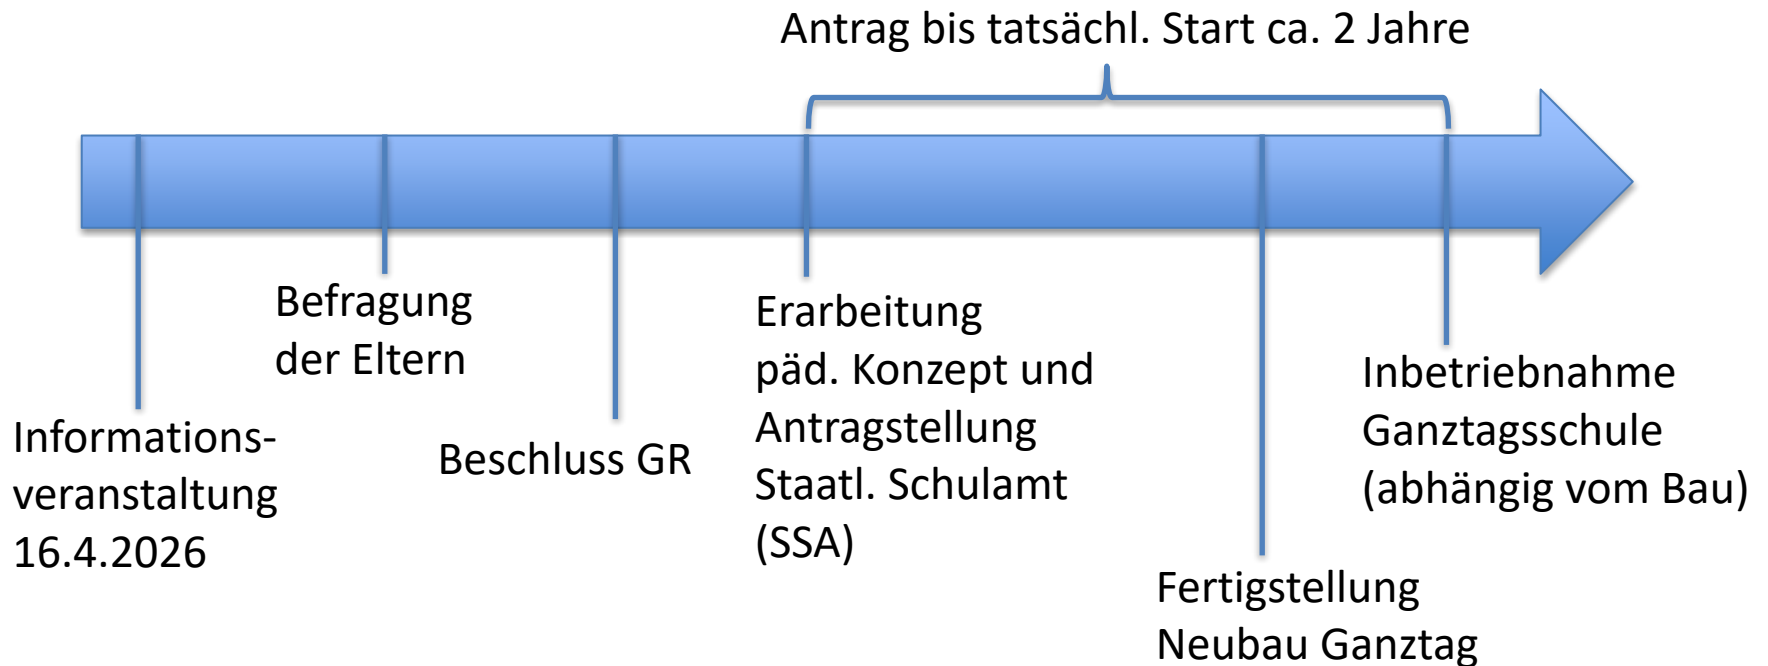 Antrag bis tatsächl. Start ca. 2 Jahre
Informations-
veranstaltung
16.4.2026
Befragung
der Eltern
Beschluss GR
Erarbeitung
päd. Konzept und
Antragstellung
Staatl. Schulamt
(SSA)
Fertigstellung
Neubau Ganztag
Inbetriebnahme
Ganztagsschule
(abhängig vom Bau)